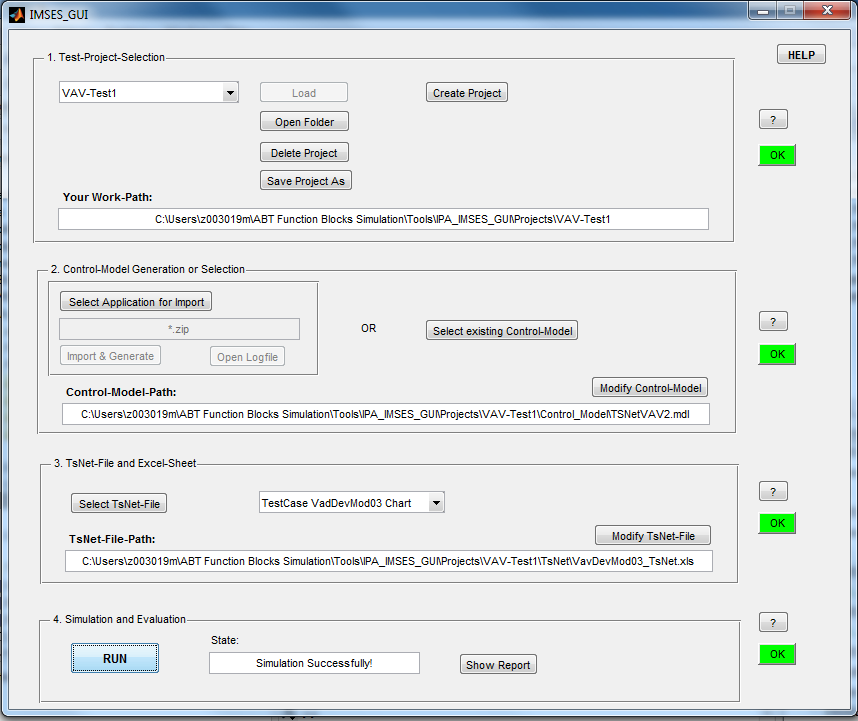 IMSES_GUI
HELP
1. Test-Project-Selection
VAV-Test1
Load
Create Project
Open Folder
?
Delete Project
OK
Save Project As
Your Work-Path:
C:\Users\z003019m\ABT Function Blocks Simulation\Tools\IPA_IMSES_GUI\Projects\VAV-Test1
2. Control-Model Generation or Selection
Select Application for Import
*.zip
OR
Select existing Control-Model
?
Import & Generate
Open Logfile
OK
Modify Control-Model
Control-Model-Path:
C:\Users\z003019m\ABT Function Blocks Simulation\Tools\IPA_IMSES_GUI\Projects\VAV-Test1\Control_Model\TSNetVAV2.mdl
3. TsNet-File and Excel-Sheet
Select TsNet-File
TestCase VadDevMod03 Chart
?
OK
TsNet-File-Path:
Modify TsNet-File
C:\Users\z003019m\ABT Function Blocks Simulation\Tools\IPA_IMSES_GUI\Projects\VAV-Test1\TsNet\VavDevMod03_TsNet.xls
4. Simulation and Evaluation
?
State:
RUN
Simulation Successfully!
Show Report
OK